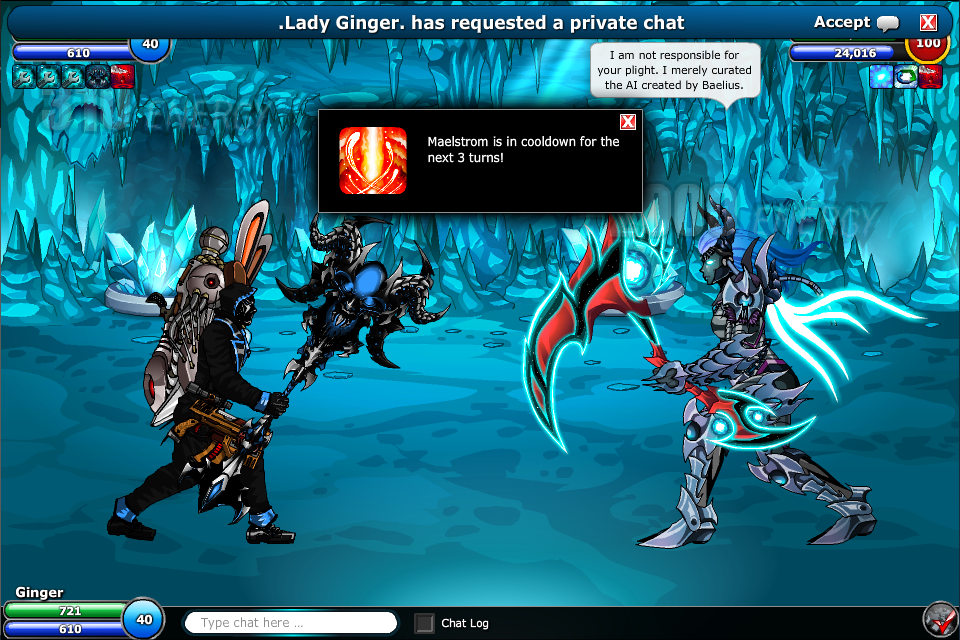 .Lady Ginger. has requested a private chat
Accept
610
40
24,016
100
I am not responsible for
your plight. I merely curated
the AI created by Baelius.
Maelstrom is in cooldown for the
next 3 turns!
ENERGY
ENERGY
Ginger
721
610
40
Type chat here ...
Chat Log